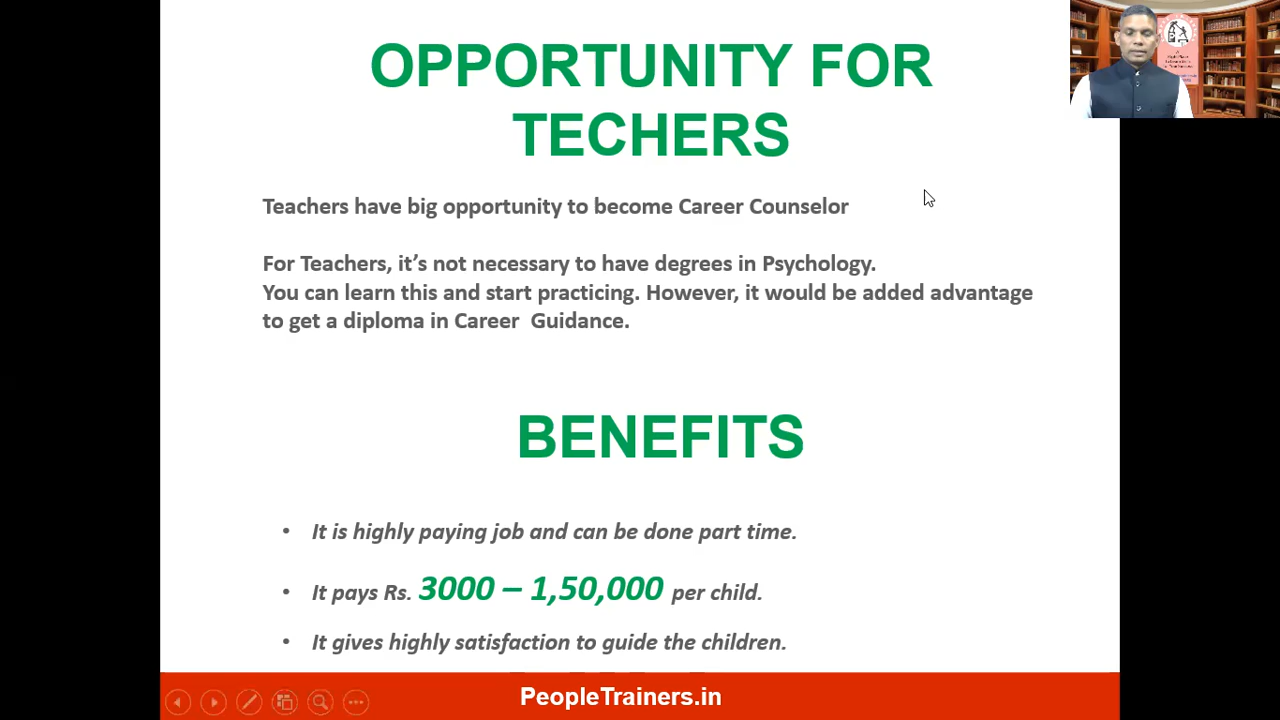 OPPORTUNITY FOR
TECHERS
Teachers have big opportunity to become Career Counselor
For Teachers, it's not necessary to have degrees in Psychology.
You can learn this and start practicing. However, it would be added advantage
to get a diploma in Career Guidance.
BENEFITS
• It is highly paying job and can be done part time.
• It pays Rs. 3000 – 1,50,000 per child.
• It gives highly satisfaction to guide the children.
PeopleTrainers.in